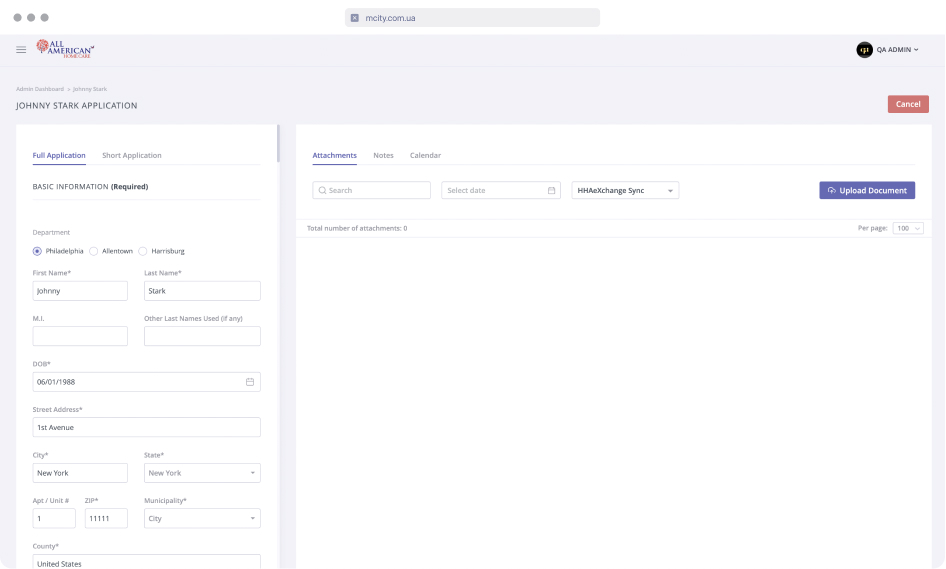 mcity.com.ua
ALL
AMERICAN
HOMECARE
QA ADMIN
Admin Dashboard > Johnny Stark
JOHNNY STARK APPLICATION
Cancel
Full Application Short Application
BASIC INFORMATION (Required)
Department
Philadelphia Allentown Harrisburg
First Name* Last Name*
Johnny Stark
M.I. Other Last Names Used (if any)
DOB*
06/01/1988
Street Address*
1st Avenue
City* State*
New York New York
Apt / Unit # ZIP* Municipality*
1 11111 City
County*
United States
Attachments Notes Calendar
Search Select date HHAeXchange Sync Upload Document
Total number of attachments: 0 Per page: 100